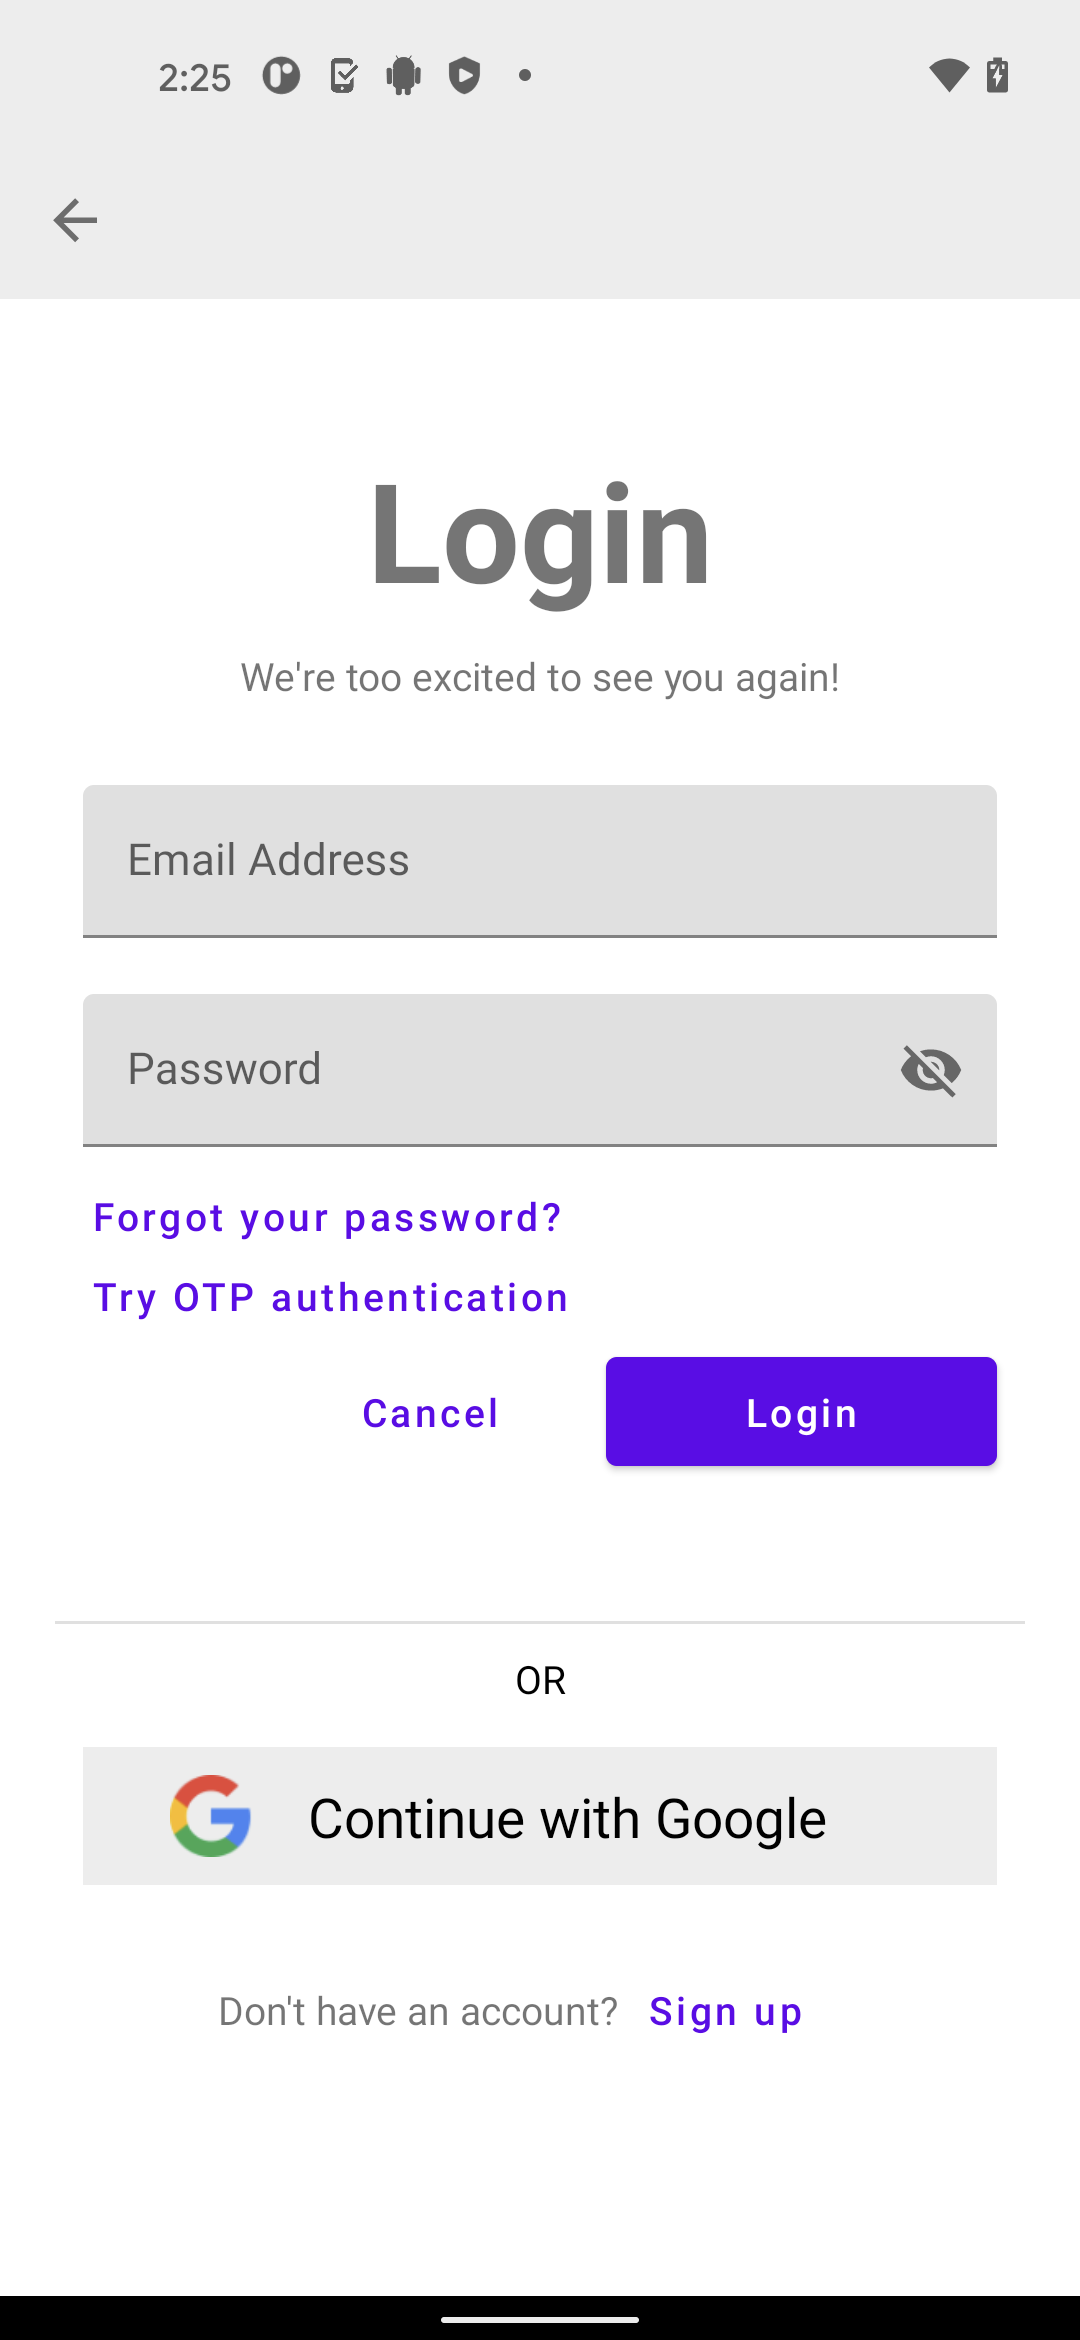 2:25
Login
We're too excited to see you again!
Email Address
Password
Forgot your password?
Try OTP authentication
Cancel
Login
OR
Continue with Google
Don't have an account? Sign up